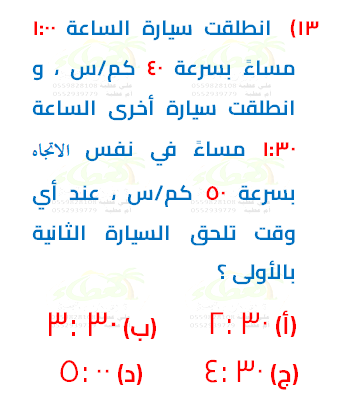 ١٣) انطلقت سيارة الساعة ١:٠٠
مساءً بسرعة ٤٠ كم/س ، و
انطلقت سيارة أخرى الساعة
١:٣٠ مساءً في نفس الاتجاه
بسرعة ٥٠ كم/س ، عند أي
وقت تلحق السيارة الثانية
بالأولى ؟
(أ) ٢:٣٠ (ب) ٣:٣٠
(ج) ٤:٣٠ (د) ٥:٠٠